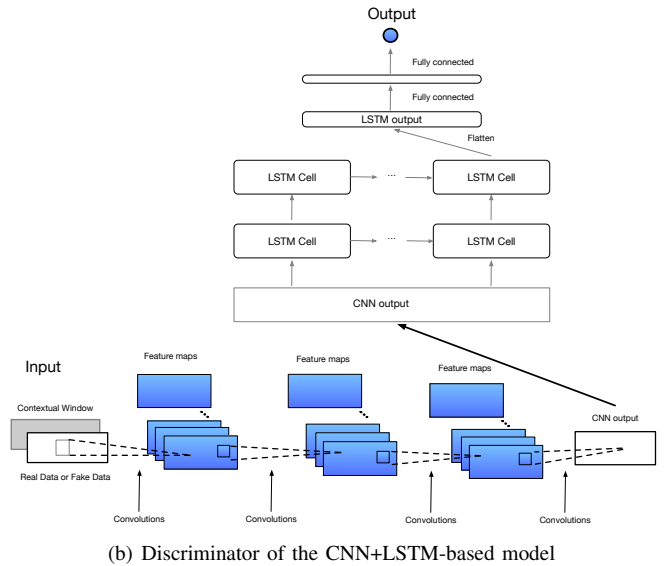 Output
Fully connected
Fully connected
LSTM output
Flatten
LSTM Cell
...
LSTM Cell
LSTM Cell
...
LSTM Cell
CNN output
Input
Feature maps
Feature maps
Feature maps
Contextual Window
CNN output
Real Data or Fake Data
Convolutions
Convolutions
Convolutions
Convolutions
(b) Discriminator of the CNN+LSTM-based model